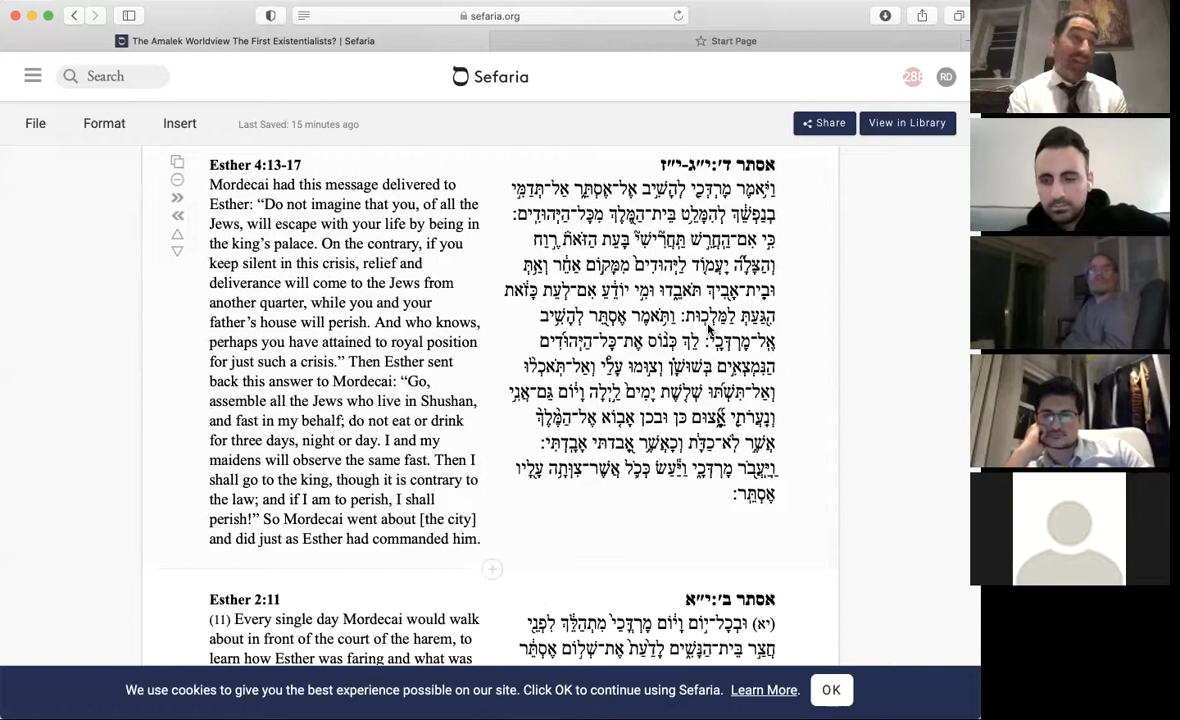 sefaria.org
The Amalek Worldview The First Existentialists? | Sefaria
Start Page
Search
Sefaria
288
RD
File
Format
Insert
Last Saved: 15 minutes ago
Share
View in Library
Esther 4:13-17
Mordecai had this message delivered to
Esther: “Do not imagine that you, of all the
Jews, will escape with your life by being in
the king’s palace. On the contrary, if you
keep silent in this crisis, relief and
deliverance will come to the Jews from
another quarter, while you and your
father’s house will perish. And who knows,
perhaps you have attained to royal position
for just such a crisis.” Then Esther sent
back this answer to Mordecai: “Go,
assemble all the Jews who live in Shushan,
and fast in my behalf; do not eat or drink
for three days, night or day. I and my
maidens will observe the same fast. Then I
shall go to the king, though it is contrary to
the law; and if I am to perish, I shall
perish!” So Mordecai went about [the city]
and did just as Esther had commanded him.
אסתר ד׳:י״ג-י״ז
וַיֹּ֥אמֶר מׇרְדֳּכַ֖י לְהָשִׁ֣יב אֶל־אֶסְתֵּ֑ר אַל־תְּדַמִּ֣י
בְנַפְשֵׁ֔ךְ לְהִמָּלֵ֥ט בֵּית־הַמֶּ֖לֶךְ מִכׇּל־הַיְּהוּדִֽים׃
כִּ֣י אִם־הַחֲרֵ֣שׁ תַּחֲרִ֘ישִׁי֮ בָּעֵ֣ת הַזֹּאת֒ רֶ֣וַח
וְהַצָּלָ֞ה יַעֲמ֤וֹד לַיְּהוּדִים֙ מִמָּק֣וֹם אַחֵ֔ר וְאַ֥תְּ
וּבֵית־אָבִ֖יךְ תֹּאבֵ֑דוּ וּמִ֣י יוֹדֵ֔עַ אִם־לְעֵ֣ת כָּזֹ֔את
הִגַּ֖עַתְּ לַמַּלְכֽוּת׃ וַתֹּ֥אמֶר אֶסְתֵּ֖ר לְהָשִׁ֥יב
אֶֽל־מׇרְדֳּכָֽי׃ לֵךְ֩ כְּנ֨וֹס אֶת־כׇּל־הַיְּהוּדִ֜ים
הַֽנִּמְצְאִ֣ים בְּשׁוּשָׁ֗ן וְצ֣וּמוּ עָ֠לַ֠י וְאַל־תֹּאכְל֨וּ
וְאַל־תִּשְׁתּ֜וּ שְׁלֹ֤שֶׁת יָמִים֙ לַ֣יְלָה וָי֔וֹם גַּם־אֲנִ֥י
וְנַעֲרֹתַ֖י אָצ֣וּם כֵּ֑ן וּבְכֵ֞ן אָב֤וֹא אֶל־הַמֶּ֙לֶךְ֙
אֲשֶׁ֣ר לֹֽא־כַדָּ֔ת וְכַאֲשֶׁ֥ר אָבַ֖דְתִּי אָבָֽדְתִּי׃
וַֽיַּעֲבֹ֖ר מׇרְדֳּכָ֑י וַיַּ֕עַשׂ כְּכֹ֛ל אֲשֶׁר־צִוְּתָ֥ה עָלָ֖יו
אֶסְתֵּֽר׃
Esther 2:11
(11) Every single day Mordecai would walk
about in front of the court of the harem, to
learn how Esther was faring and what was
אסתר ב׳:י״א
(יא) וּבְכׇל־י֣וֹם וָי֔וֹם מׇרְדֳּכַי֙ מִתְהַלֵּ֔ךְ לִפְנֵ֖י
חֲצַ֣ר בֵּית־הַנָּשִׁ֑ים לָדַ֙עַת֙ אֶת־שְׁל֣וֹם אֶסְתֵּ֔ר
We use cookies to give you the best experience possible on our site. Click OK to continue using Sefaria. Learn More.
OK